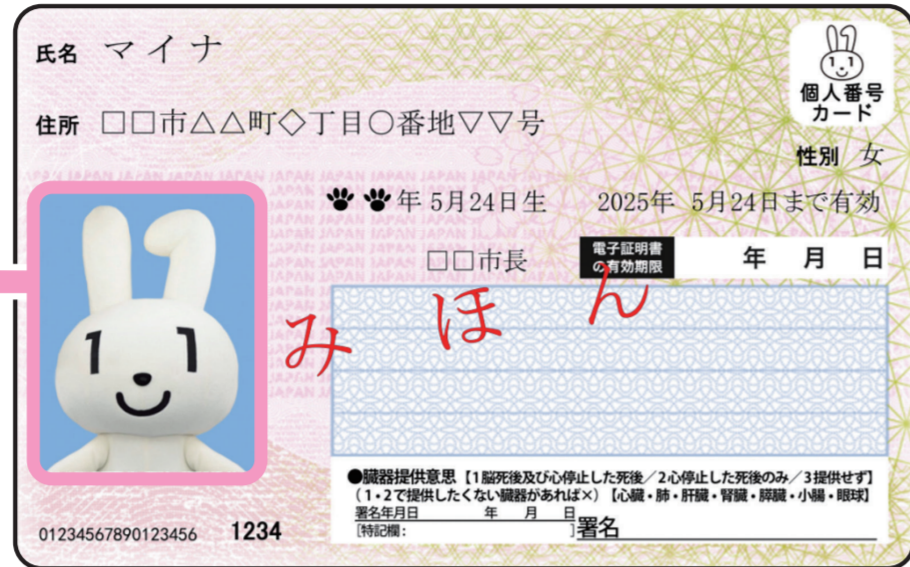 氏名 マイナ
個人番号
カード
住所 □□市△△町◇丁目○番地▽▽号
性別 女
年 5月24日生 2025年 5月24日まで有効
□□市長 電子証明書の有効期限 年 月 日
みほん
●臓器提供意思【1脳死後及び心停止した死後/2心停止した死後のみ/3提供せず】
(1・2で提供したくない臓器があれば×)【心臓・肺・肝臓・腎臓・膵臓・小腸・眼球】
署名年月日 年 月 日
[特記欄: ]署名
01234567890123456 1234